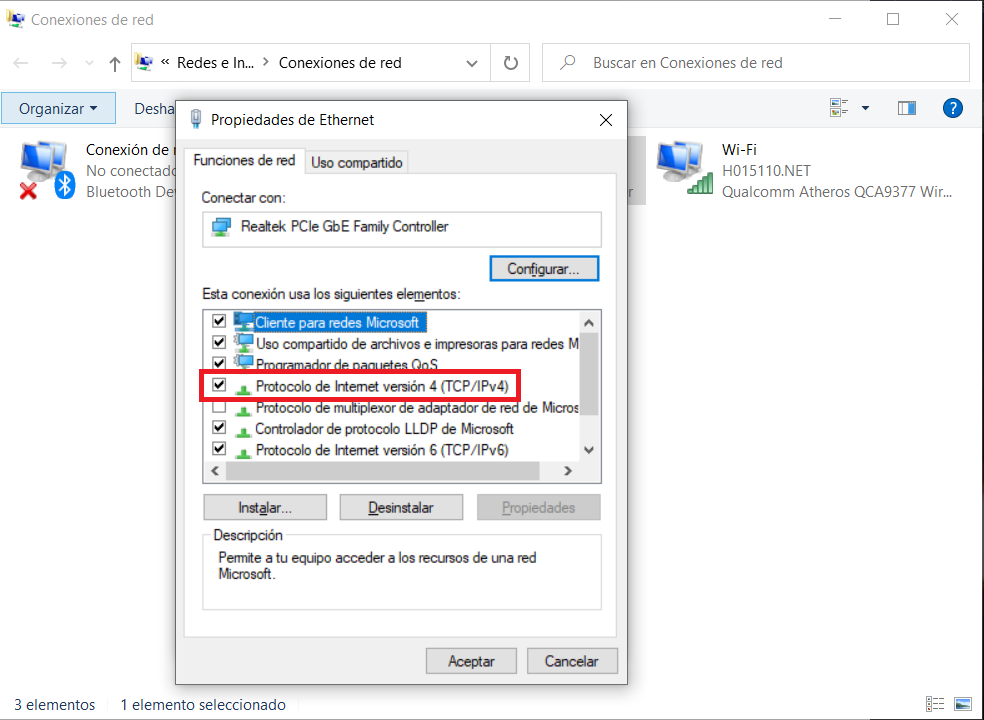 Conexiones de red
« Redes e In... > Conexiones de red
Buscar en Conexiones de red
Organizar
Desha
Conexión de
No conectado
Bluetooth De
Wi-Fi
H015110.NET
Qualcomm Atheros QCA9377 Wir...
Propiedades de Ethernet
Funciones de red
Uso compartido
Conectar con:
Realtek PCIe GbE Family Controller
Configurar...
Esta conexión usa los siguientes elementos:
Cliente para redes Microsoft
Uso compartido de archivos e impresoras para redes M
Programador de paquetes QoS
Protocolo de Internet versión 4 (TCP/IPv4)
Protocolo de multiplexor de adaptador de red de Micros
Controlador de protocolo LLDP de Microsoft
Protocolo de Internet versión 6 (TCP/IPv6)
Instalar...
Desinstalar
Propiedades
Descripción
Permite a tu equipo acceder a los recursos de una red
Microsoft.
Aceptar
Cancelar
3 elementos
1 elemento seleccionado